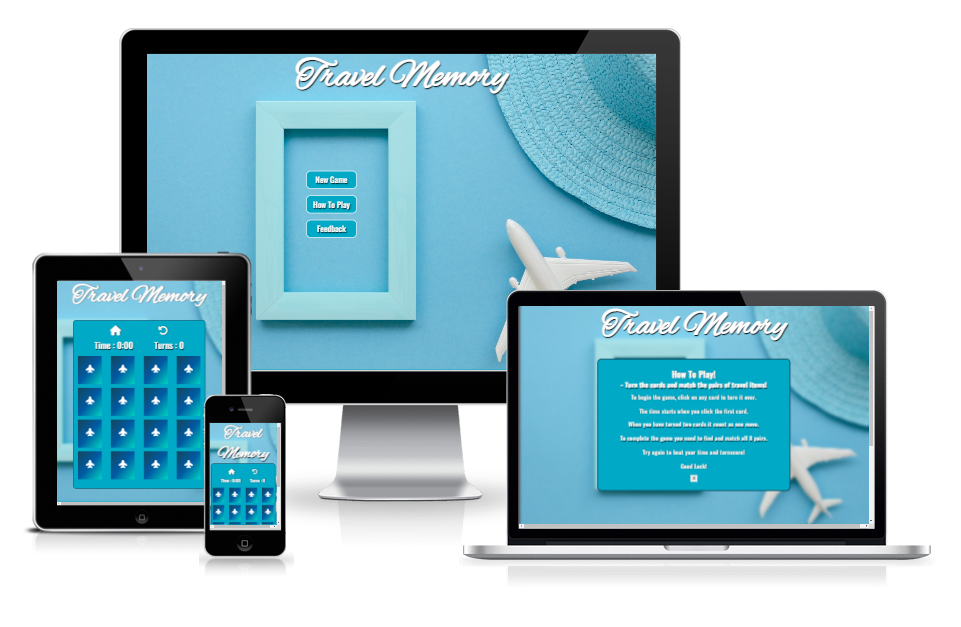 Travel Memory
New Game
How To Play
Feedback
Travel Memory
Time : 0:00 Turns : 0
Travel
Memory
Time : 0:00 Turns : 0
Travel Memory
How To Play!
- Turn the cards and match the pairs of travel items!
To begin the game, click on any card to turn it over.
The time starts when you click the first card.
When you have turned two cards it count as one move.
To complete the game you need to find and match all 8 pairs.
Try again to beat your time and turnscore!
Good Luck!